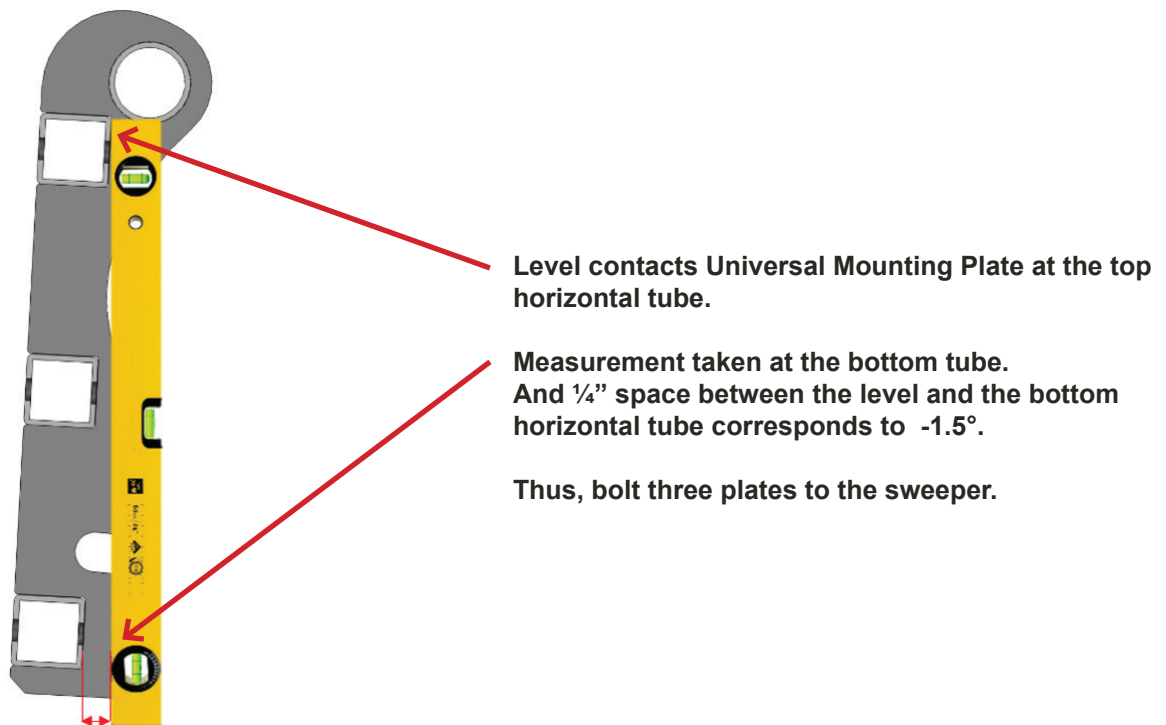 Level contacts Universal Mounting Plate at the top
horizontal tube.
Measurement taken at the bottom tube.
And ¼” space between the level and the bottom
horizontal tube corresponds to -1.5°.
Thus, bolt three plates to the sweeper.